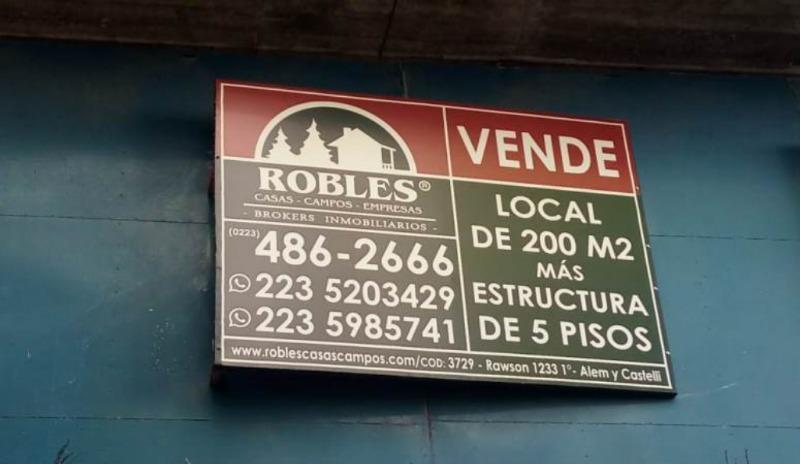 ROBLES®
CASAS - CAMPOS - EMPRESAS
- BROKERS INMOBILIARIOS -
(0223) 486-2666
223 5203429
223 5985741
VENDE
LOCAL
DE 200 M2
MÁS
ESTRUCTURA
DE 5 PISOS
www.roblescasascampos.com/COD: 3729 - Rawson 1233 1°- Alem y Castelli